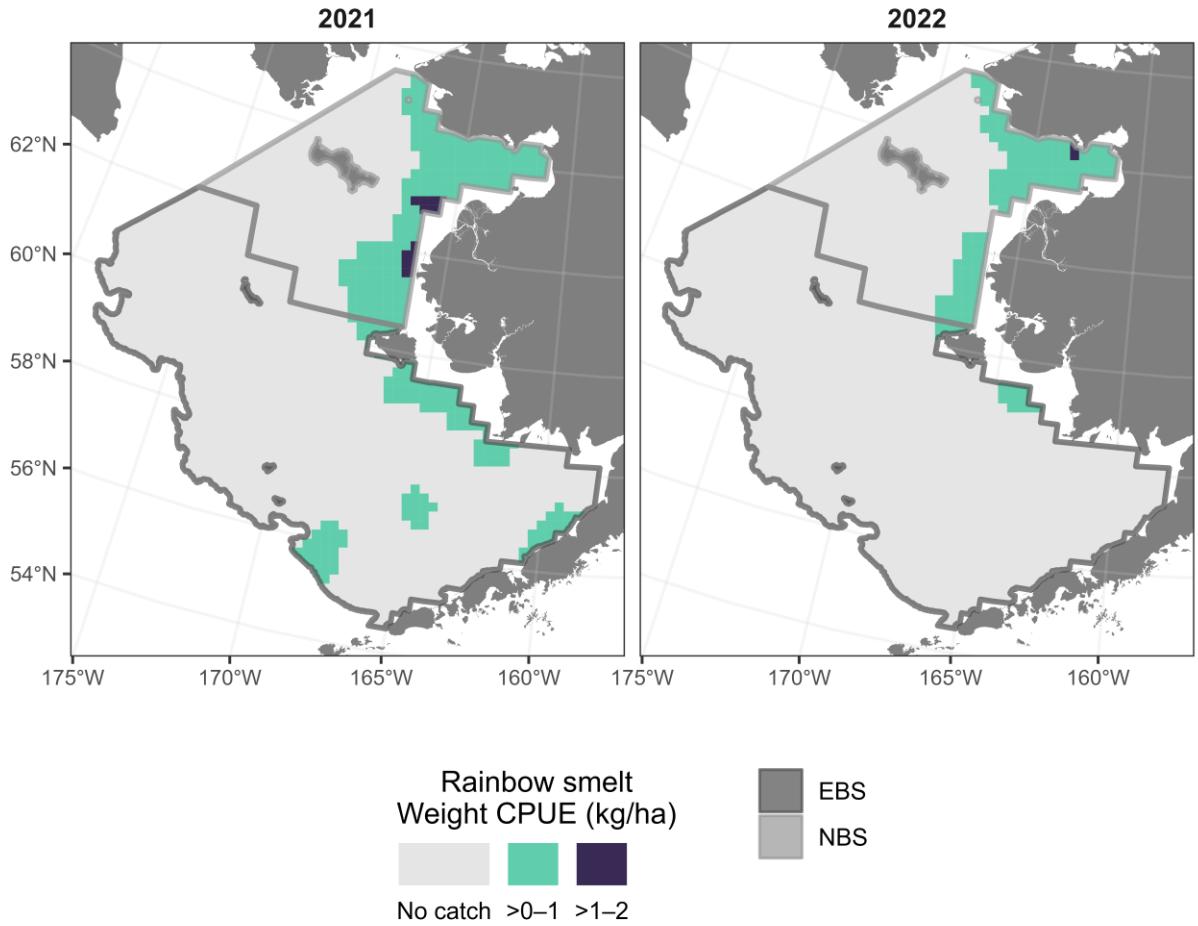 2021 2022
62°N
60°N
58°N
56°N
54°N
175°W 170°W 165°W 160°W 175°W 170°W 165°W 160°W
Rainbow smelt
Weight CPUE (kg/ha)
No catch >0–1 >1–2
EBS
NBS